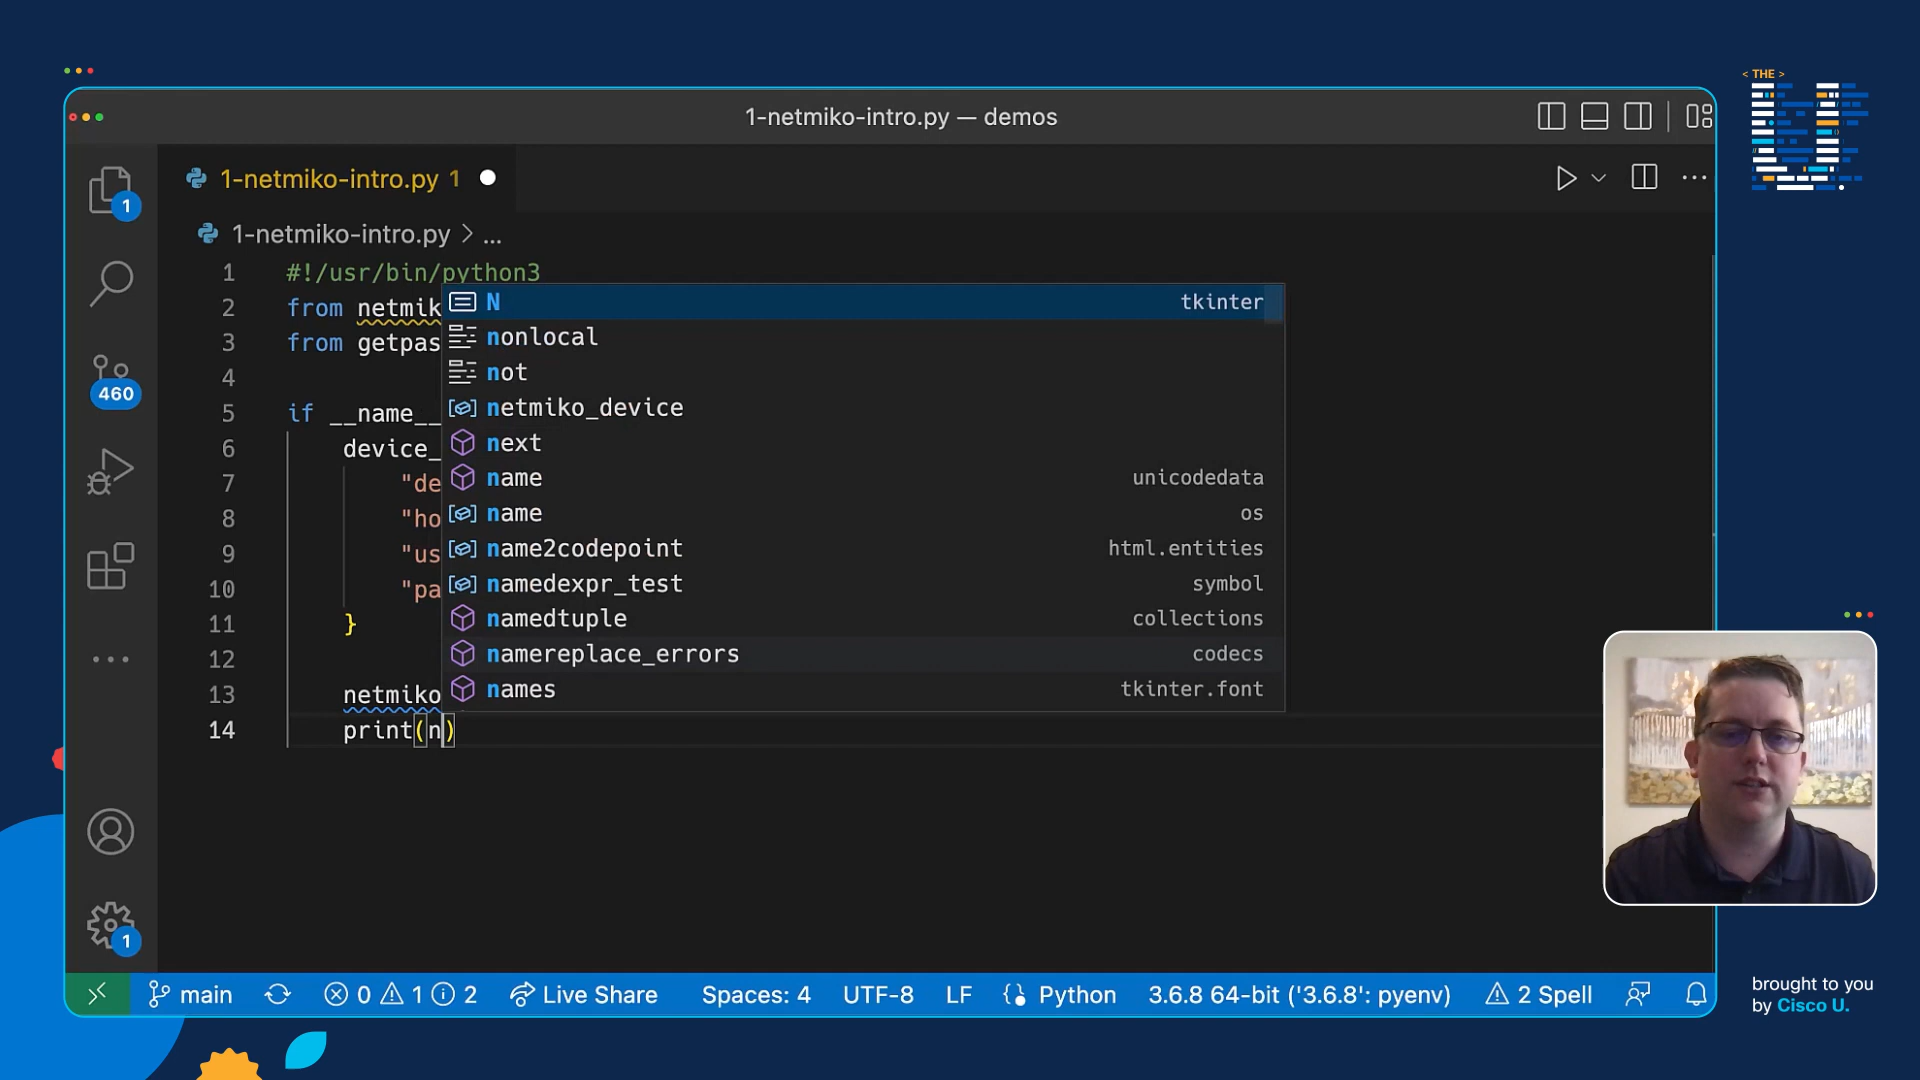 < THE >
1-netmiko-intro.py — demos
1-netmiko-intro.py 1
1
1-netmiko-intro.py > ...
1 #!/usr/bin/python3
2 from netmik
3 from getpas
4
5 if __name__
6 device_
7 "de
8 "ho
9 "us
10 "pa
11 }
12
13 netmiko
14 print(n)
N tkinter
nonlocal
not
netmiko_device
next
name unicodedata
name os
name2codepoint html.entities
namedexpr_test symbol
namedtuple collections
namereplace_errors codecs
names tkinter.font
460
1
main 0 1 2 Live Share Spaces: 4 UTF-8 LF Python 3.6.8 64-bit ('3.6.8': pyenv) 2 Spell
brought to you
by Cisco U.